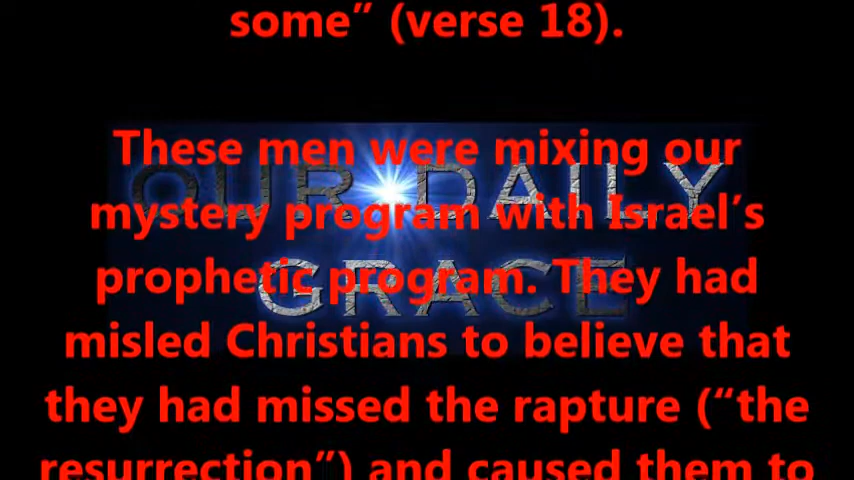 some” (verse 18).
These men were mixing our
OUR DAILY
mystery program with Israel’s
prophetic program. They had
GRACE
misled Christians to believe that
they had missed the rapture (“the
resurrection”) and caused them to